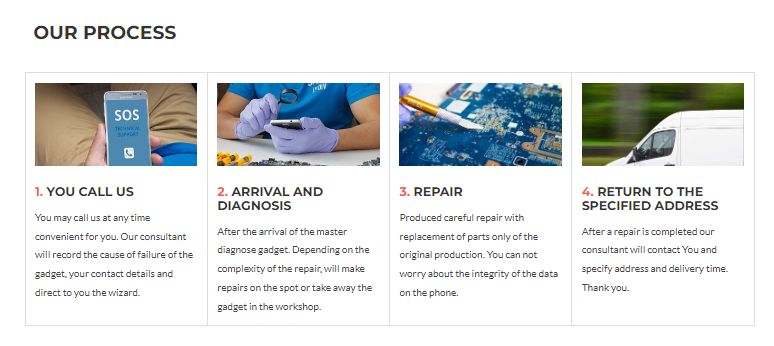 OUR PROCESS
SOS
TECHNICAL
SUPPORT
1. YOU CALL US
You may call us at any time
convenient for you. Our consultant
will record the cause of failure of the
gadget, your contact details and
direct to you the wizard.
2. ARRIVAL AND
DIAGNOSIS
After the arrival of the master
diagnose gadget. Depending on the
complexity of the repair, will make
repairs on the spot or take away the
gadget in the workshop.
3. REPAIR
Produced careful repair with
replacement of parts only of the
original production. You can not
worry about the integrity of the data
on the phone.
4. RETURN TO THE
SPECIFIED ADDRESS
After a repair is completed our
consultant will contact You and
specify address and delivery time.
Thank you.